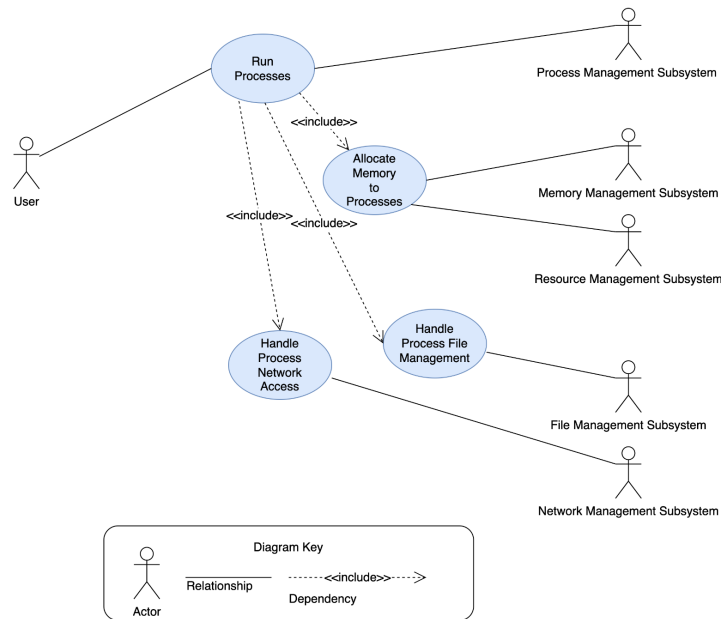 Run
Processes
Process Management Subsystem
<<include>>
User
Allocate
Memory
to
Processes
Memory Management Subsystem
<<include>>
<<include>>
Resource Management Subsystem
Handle
Process
Network
Access
Handle
Process File
Management
File Management Subsystem
Network Management Subsystem
Diagram Key
Actor
Relationship
<<include>>
Dependency